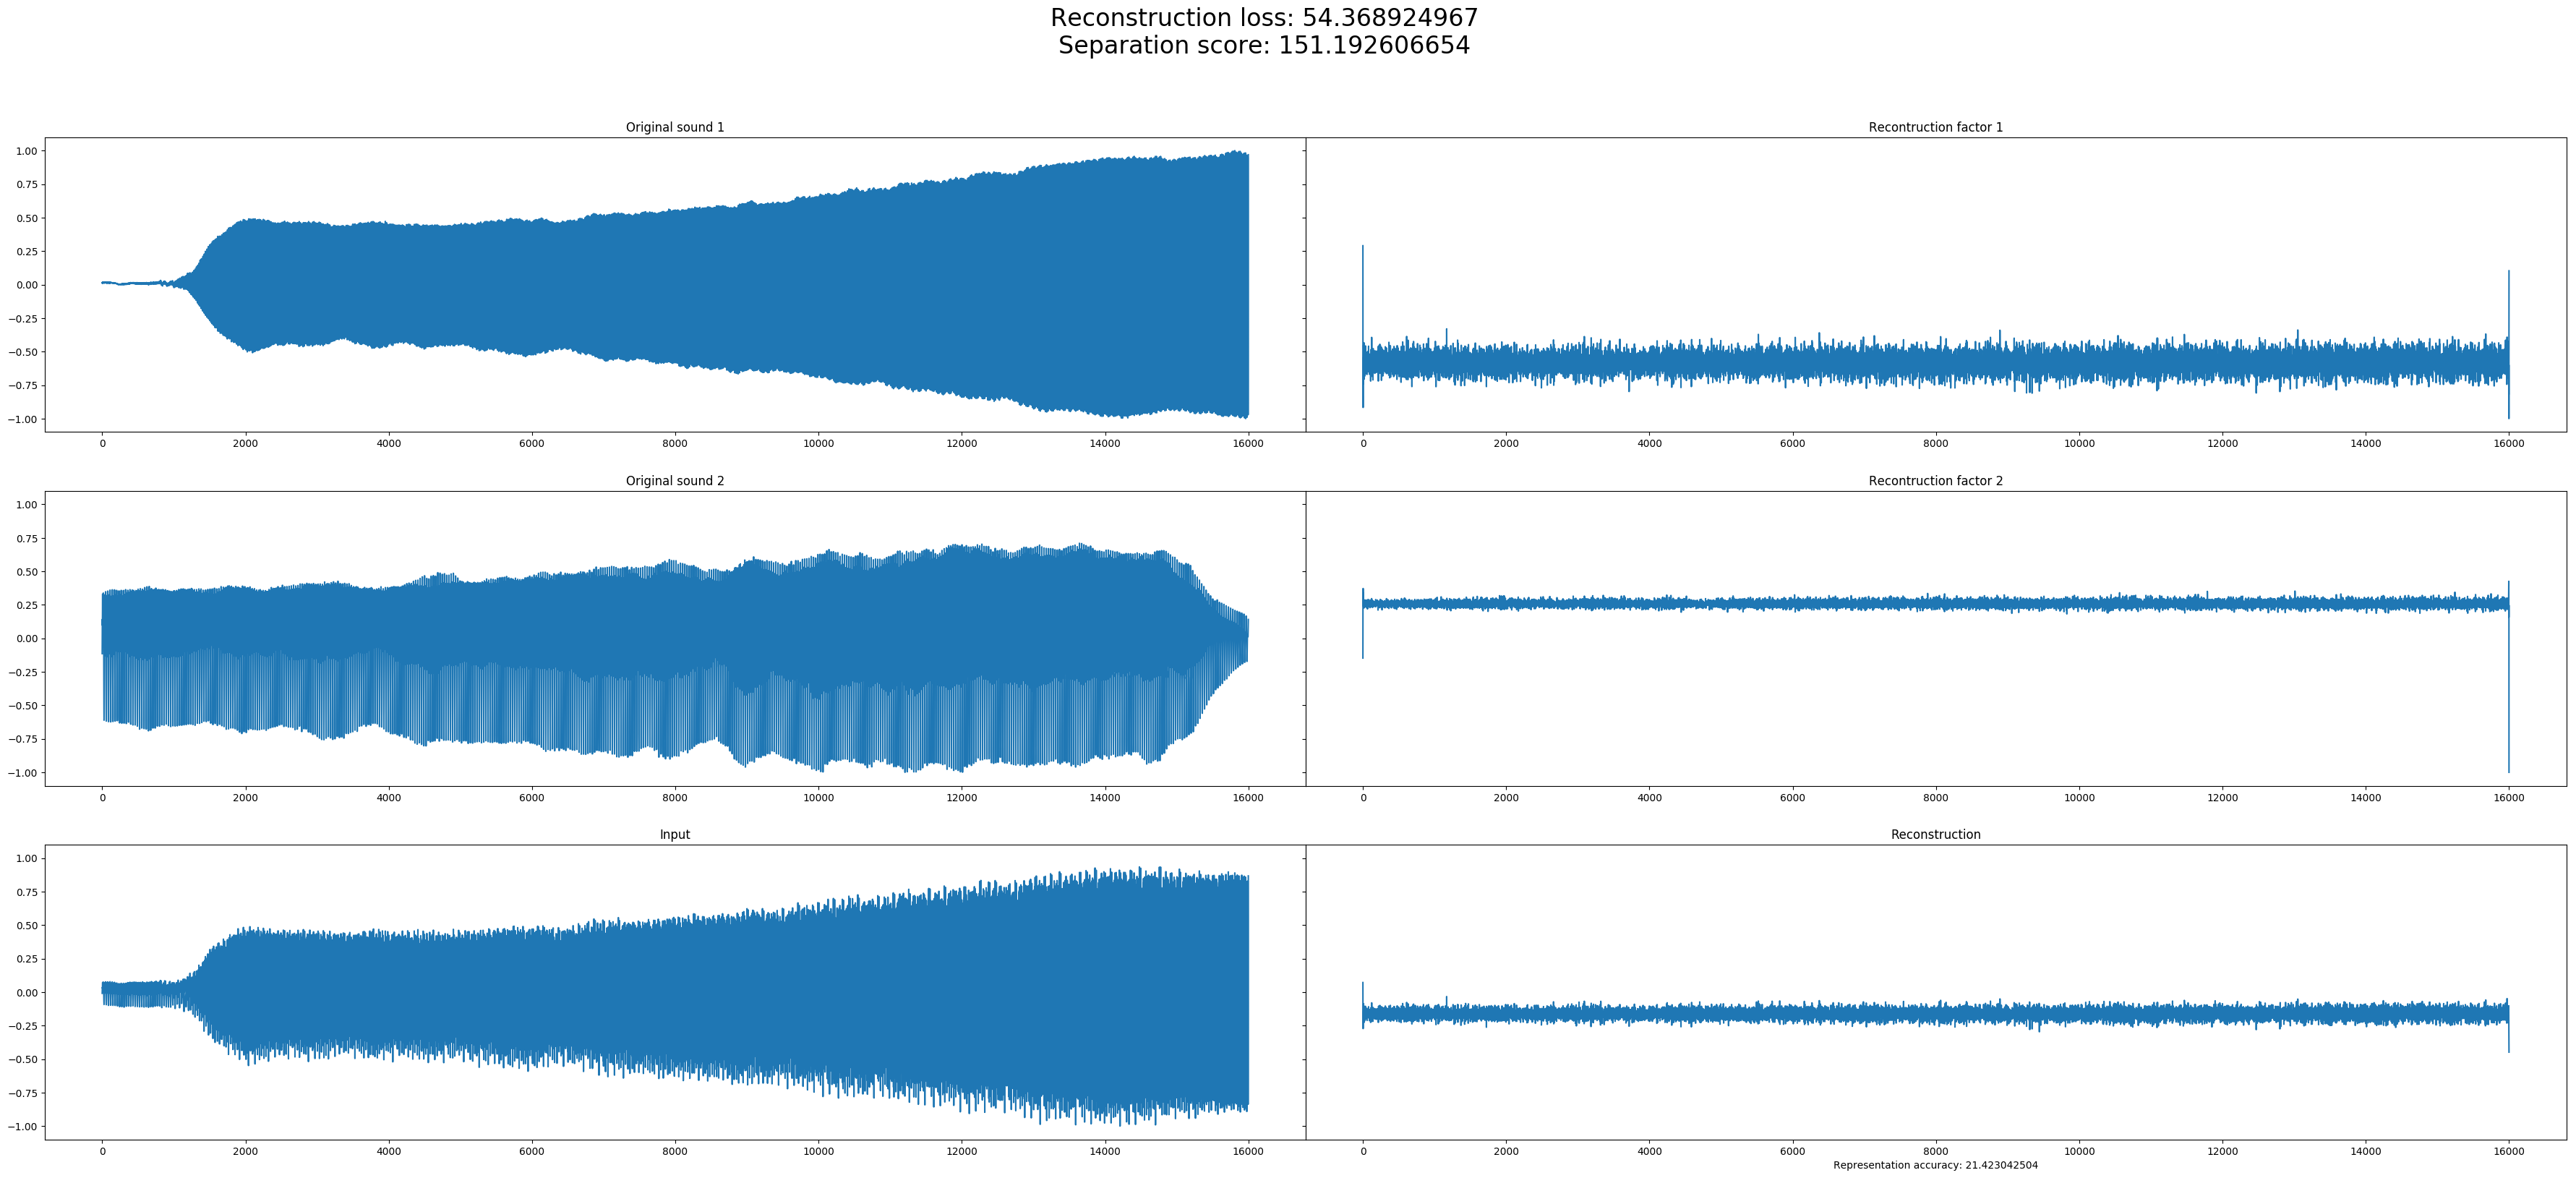 Reconstruction loss: 54.368924967
Separation score: 151.192606654
Original sound 1
Recontruction factor 1
1.00
0.75
0.50
0.25
0.00
−0.25
−0.50
−0.75
−1.00
0 2000 4000 6000 8000 10000 12000 14000 16000
0 2000 4000 6000 8000 10000 12000 14000 16000
Original sound 2
Recontruction factor 2
1.00
0.75
0.50
0.25
0.00
−0.25
−0.50
−0.75
−1.00
0 2000 4000 6000 8000 10000 12000 14000 16000
0 2000 4000 6000 8000 10000 12000 14000 16000
Input
Reconstruction
1.00
0.75
0.50
0.25
0.00
−0.25
−0.50
−0.75
−1.00
0 2000 4000 6000 8000 10000 12000 14000 16000
0 2000 4000 6000 8000 10000 12000 14000 16000
Representation accuracy: 21.423042504